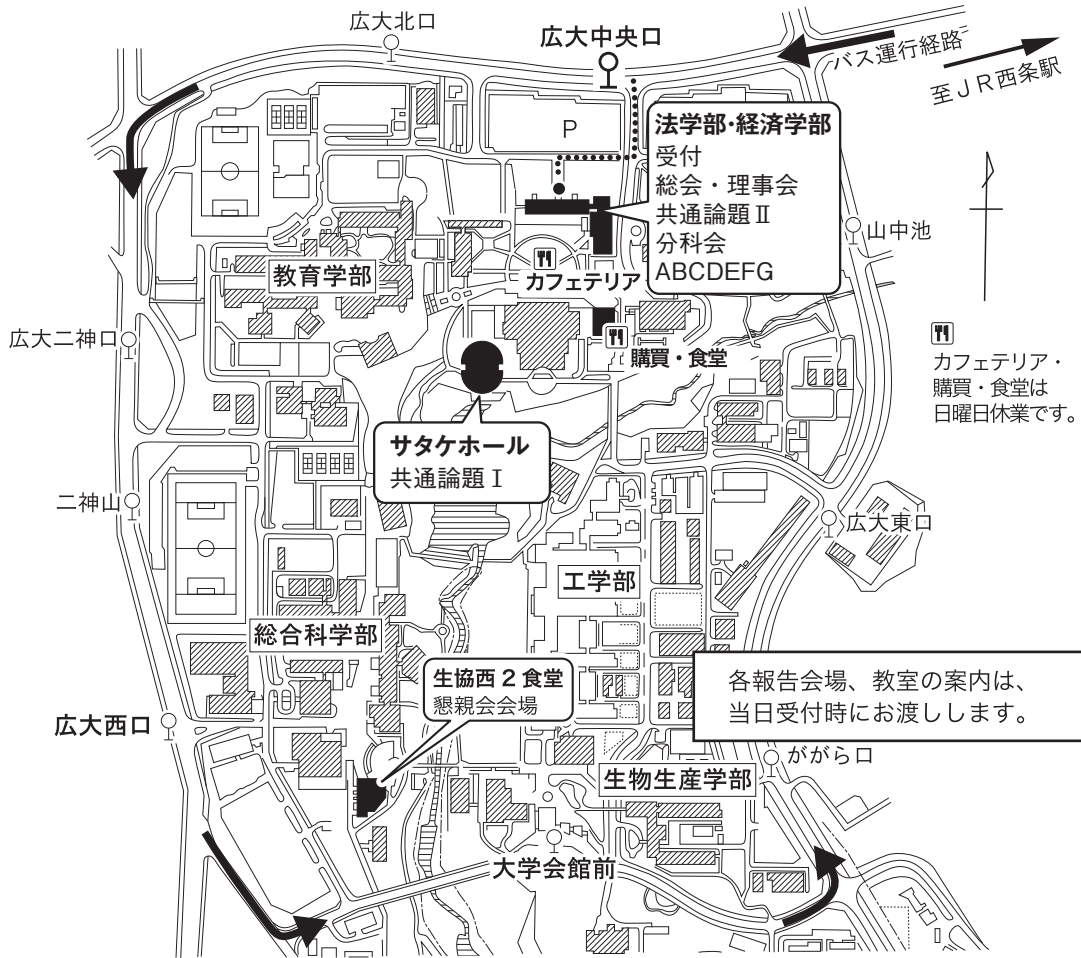 広大北口
広大中央口
バス運行経路
至ＪＲ西条駅
P
法学部・経済学部
受付
総会・理事会
共通論題Ⅱ
分科会
ABCDEFG
山中池
教育学部
カフェテリア
広大二神口
購買・食堂
カフェテリア・
購買・食堂は
日曜日休業です。
サタケホール
共通論題Ⅰ
二神山
広大東口
工学部
総合科学部
生協西２食堂
懇親会会場
各報告会場、教室の案内は、
当日受付時にお渡しします。
広大西口
ががら口
生物生産学部
大学会館前